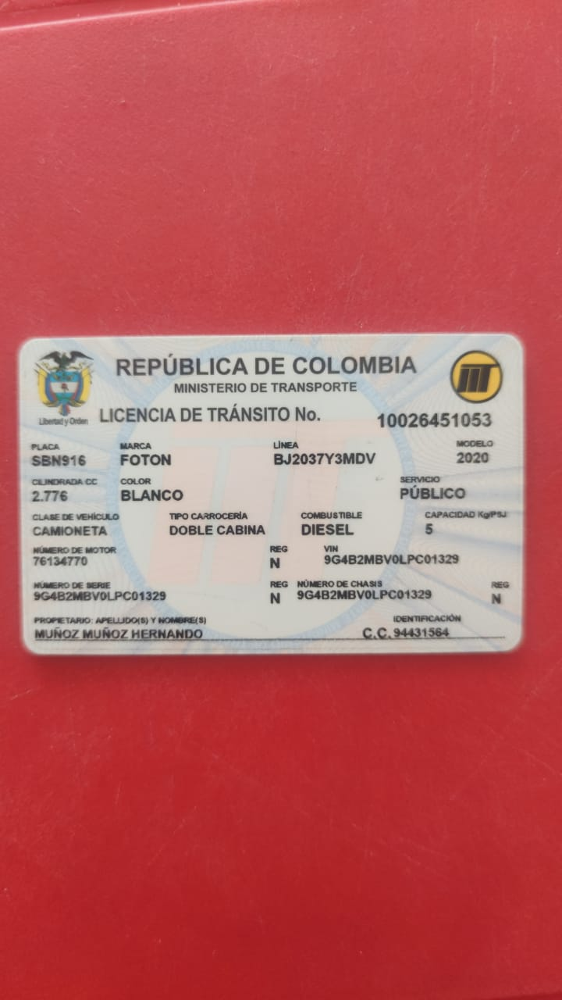 REPÚBLICA DE COLOMBIA
MINISTERIO DE TRANSPORTE
Libertad y Orden
LICENCIA DE TRÁNSITO No. 10026451053
PLACA MARCA LÍNEA MODELO
SBN916 FOTON BJ2037Y3MDV 2020
CILINDRADA CC COLOR SERVICIO
2.776 BLANCO PÚBLICO
CLASE DE VEHÍCULO TIPO CARROCERÍA COMBUSTIBLE CAPACIDAD Kg/PSJ
CAMIONETA DOBLE CABINA DIESEL 5
NÚMERO DE MOTOR REG VIN
76134770 N 9G4B2MBV0LPC01329
NÚMERO DE SERIE REG NÚMERO DE CHASIS REG
9G4B2MBV0LPC01329 N 9G4B2MBV0LPC01329 N
PROPIETARIO: APELLIDO(S) Y NOMBRE(S) IDENTIFICACIÓN
MUÑOZ MUÑOZ HERNANDO C.C. 94431564